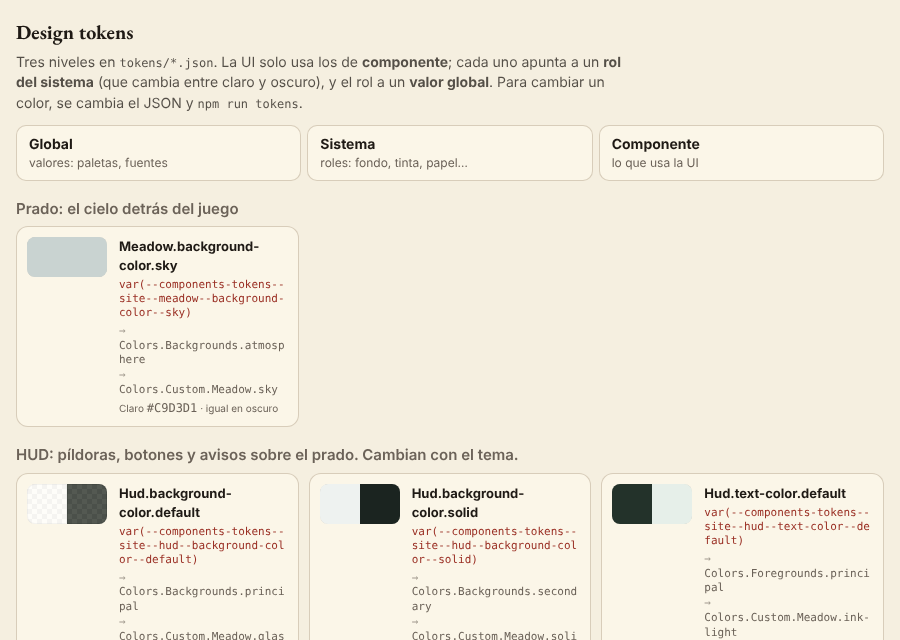 Design tokens
Tres niveles en tokens/*.json. La UI solo usa los de componente; cada uno apunta a un rol
del sistema (que cambia entre claro y oscuro), y el rol a un valor global. Para cambiar un
color, se cambia el JSON y npm run tokens.
Global
valores: paletas, fuentes
Sistema
roles: fondo, tinta, papel...
Componente
lo que usa la UI
Prado: el cielo detrás del juego
Meadow.background-
color.sky
var(--components-tokens--
site--meadow--background-
color--sky)
→
Colors.Backgrounds.atmosp
here
→
Colors.Custom.Meadow.sky
Claro #C9D3D1 · igual en oscuro
HUD: píldoras, botones y avisos sobre el prado. Cambian con el tema.
Hud.background-
color.default
var(--components-tokens--
site--hud--background-col
or--default)
→
Colors.Backgrounds.princi
pal
→
Colors.Custom.Meadow.glas
Hud.background-
color.solid
var(--components-tokens--
site--hud--background-col
or--solid)
→
Colors.Backgrounds.second
ary
→
Colors.Custom.Meadow.soli
Hud.text-color.default
var(--components-tokens--
site--hud--text-color--de
fault)
→
Colors.Foregrounds.princi
pal
→
Colors.Custom.Meadow.ink-
light